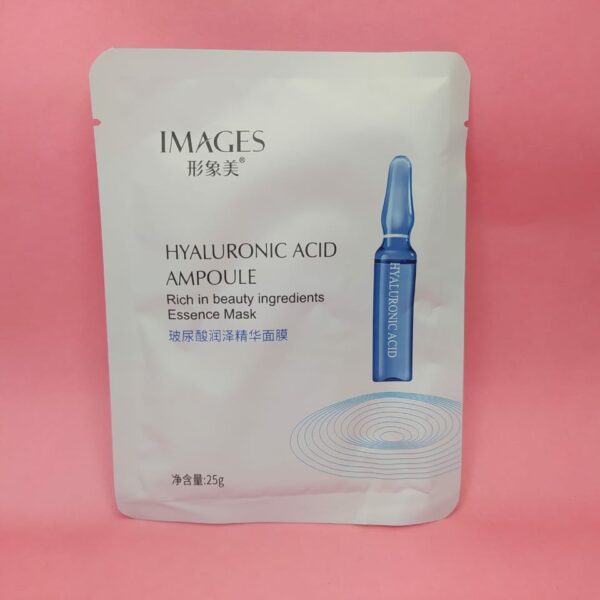 IMAGES
形象美®
HYALURONIC ACID
AMPOULE
Rich in beauty ingredients
Essence Mask
玻尿酸润泽精华面膜
HYALURONIC ACID
净含量:25g